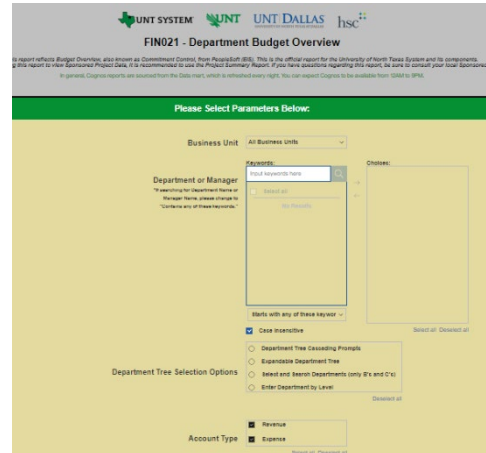 UNT SYSTEM UNT UNT DALLAS hsc
FIN021 - Department Budget Overview
is report reflects Budget Overview, also known as Commitment Control, from PeopleSoft (EIS). This is the official report for the University of North Texas System and its components.
g this report to view Sponsored Project Data, it is recommended to use the Project Summary Report. If you have questions regarding this report, be sure to consult your local Sponsored
In general, Cognos reports are sourced from the Data mart, which is refreshed every night. You can expect Cognos to be available from 10AM to 9PM.
Please Select Parameters Below:
Business Unit All Business Units
Keywords: Choices:
Input keywords here
Department or Manager
Select all
*If searching for Department Name or
Manager Name, please change to
"Contains any of these keywords."
No Results
Starts with any of these keywor
Case Insensitive
Select all Deselect all
Department Tree Cascading Prompts
Expandable Department Tree
Department Tree Selection Options
Select and Search Departments (only B's and C's)
Enter Department by Level
Deselect all
Revenue
Account Type Expense
Select all Deselect all